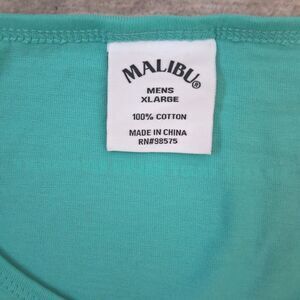 MALIBU®
MENS
XLARGE
100% COTTON
MADE IN CHINA
RN#98575